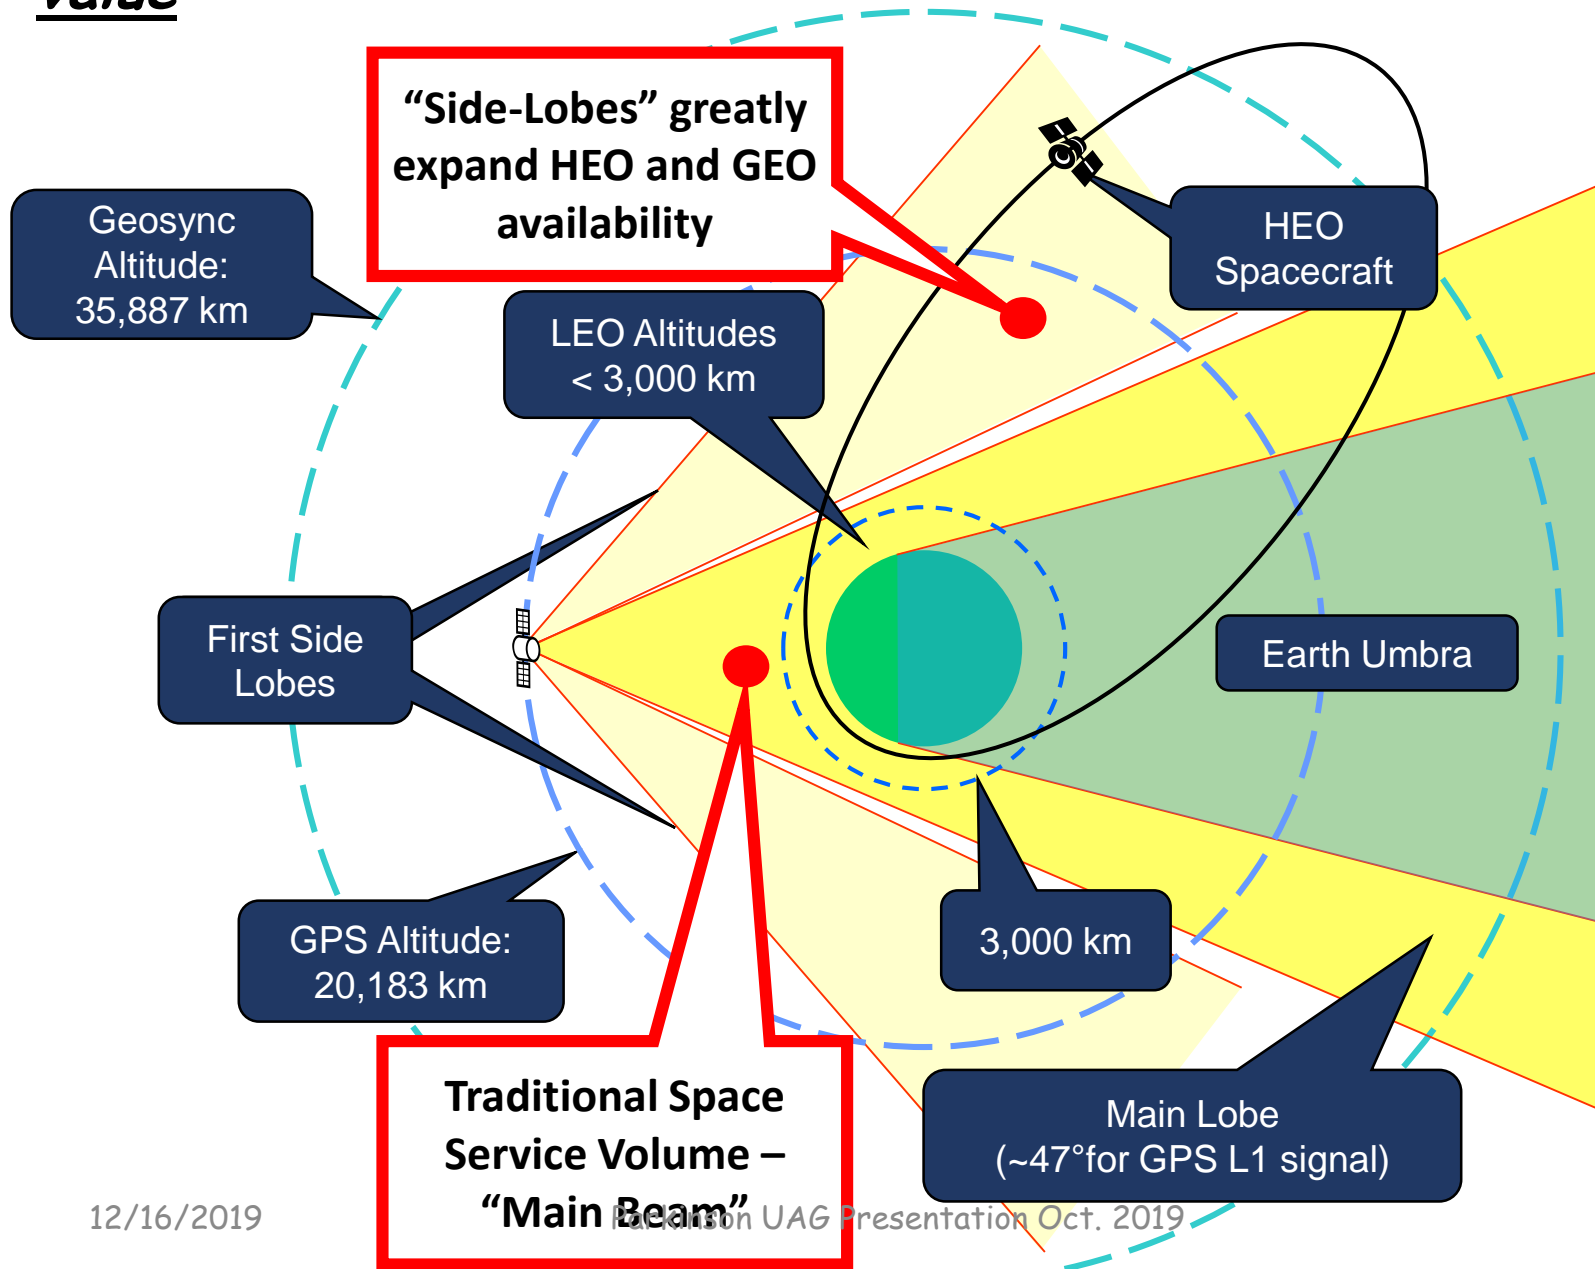 Value
“Side-Lobes” greatly
expand HEO and GEO
availability
Geosync
Altitude:
35,887 km
HEO
Spacecraft
LEO Altitudes
< 3,000 km
First Side
Lobes
Earth Umbra
GPS Altitude:
20,183 km
3,000 km
Traditional Space
Service Volume –
“Main Beam”
Main Lobe
(~47°for GPS L1 signal)
12/16/2019
Parkinson UAG Presentation Oct. 2019